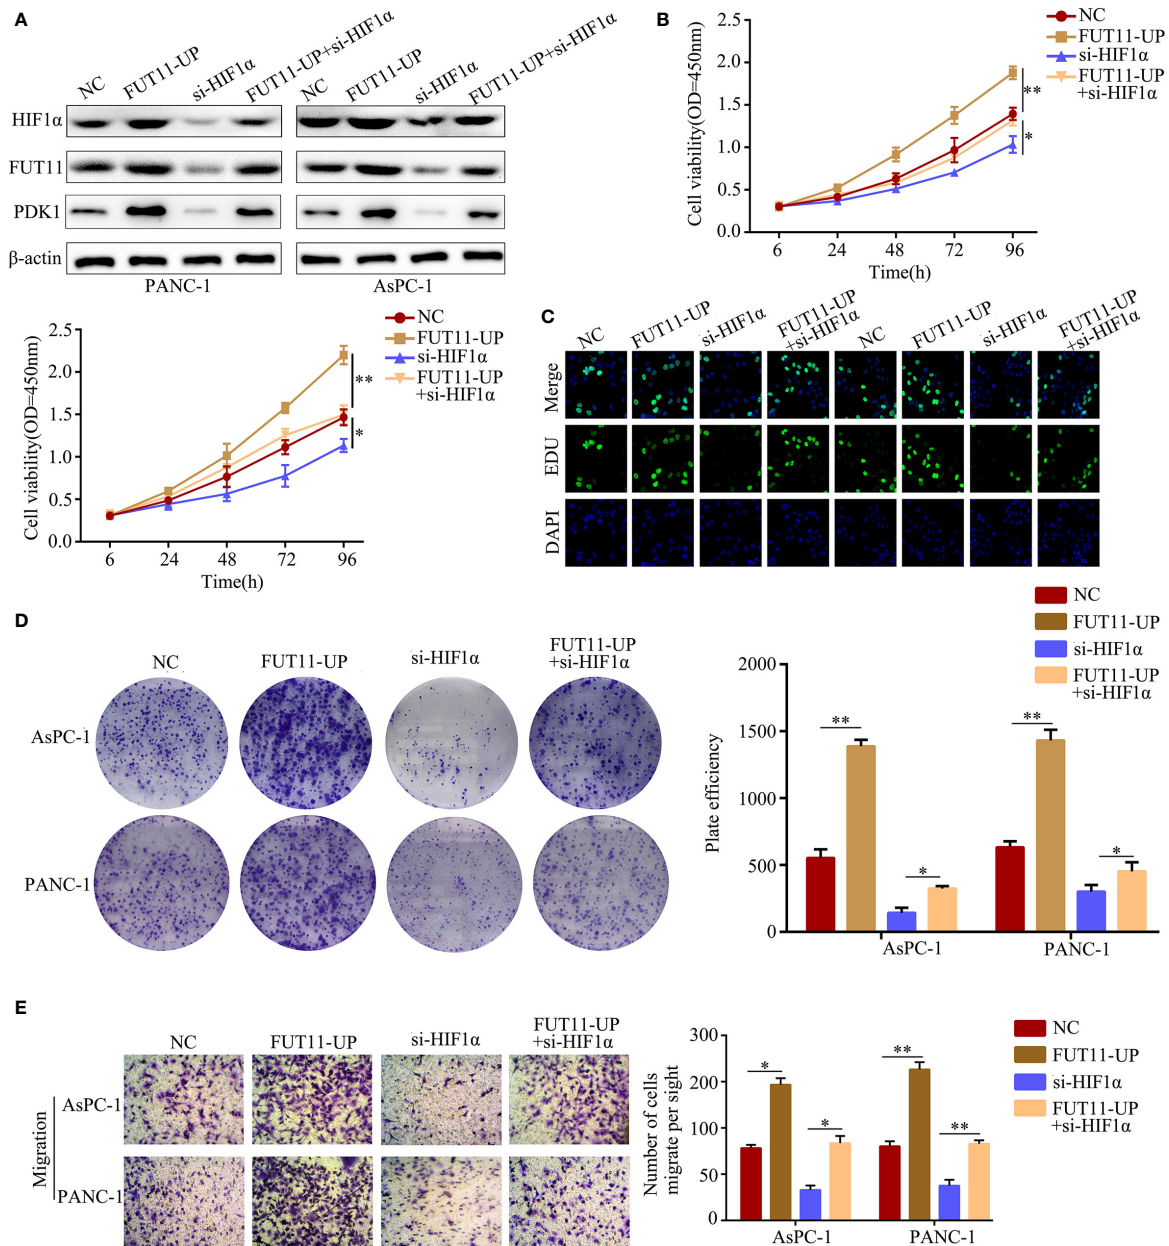 A
NC FUT11-UP si-HIF1α FUT11-UP+si-HIF1α NC FUT11-UP si-HIF1α FUT11-UP+si-HIF1α
HIF1α
FUT11
PDK1
β-actin
PANC-1 AsPC-1
B
NC
FUT11-UP
si-HIF1α
FUT11-UP
+si-HIF1α
Cell viability(OD=450nm)
2.5
2.0
1.5
1.0
0.5
0.0
**
*
6 24 48 72 96
Time(h)
NC
FUT11-UP
si-HIF1α
FUT11-UP
+si-HIF1α
Cell viability(OD=450nm)
2.5
2.0
1.5
1.0
0.5
0.0
**
*
6 24 48 72 96
Time(h)
C
NC FUT11-UP si-HIF1α FUT11-UP
+si-HIF1α
NC FUT11-UP si-HIF1α FUT11-UP
+si-HIF1α
Merge
EDU
DAPI
D
NC FUT11-UP si-HIF1α FUT11-UP
+si-HIF1α
AsPC-1
PANC-1
NC
FUT11-UP
si-HIF1α
FUT11-UP
+si-HIF1α
Plate efficiency
2000
1500
1000
500
0
** * ** *
AsPC-1 PANC-1
E
NC FUT11-UP si-HIF1α FUT11-UP
+si-HIF1α
Migration
AsPC-1
PANC-1
Number of cells
migrate per sight
300
200
100
50
0
* * ** **
AsPC-1 PANC-1
NC
FUT11-UP
si-HIF1α
FUT11-UP
+si-HIF1α